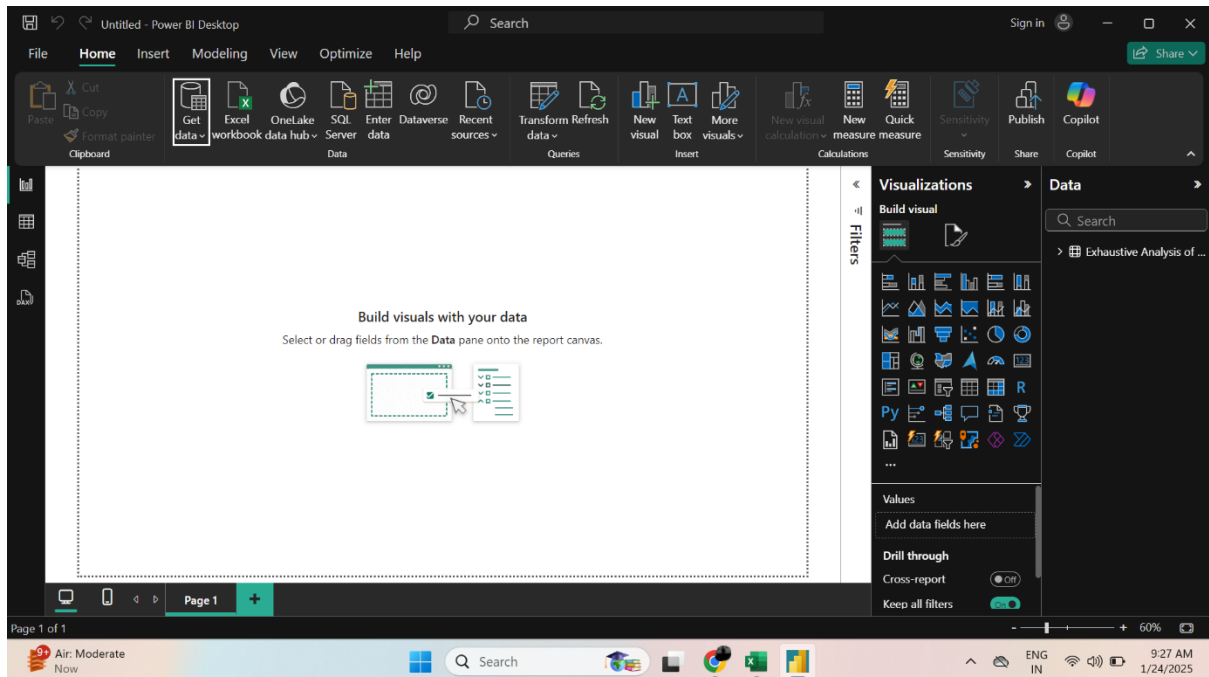 Untitled - Power BI Desktop
Search
Sign in
File Home Insert Modeling View Optimize Help
Share
Paste
Cut
Copy
Format painter
Clipboard
Get data
Excel workbook
OneLake data hub
SQL Server
Enter data
Dataverse
Recent sources
Data
Transform data
Refresh
Queries
New visual
Text box
More visuals
Insert
New visual calculation
New measure
Quick measure
Calculations
Sensitivity
Sensitivity
Publish
Share
Copilot
Copilot
DAX
Build visuals with your data
Select or drag fields from the Data pane onto the report canvas.
Filters
Visualizations
Build visual
123
R
Py
123
...
Values
Add data fields here
Drill through
Cross-report
Off
Keep all filters
On
Data
Search
Exhaustive Analysis of ...
Page 1
+
Page 1 of 1
- + 60%
9+
Air: Moderate
Now
Search
ENG
IN
9:27 AM
1/24/2025